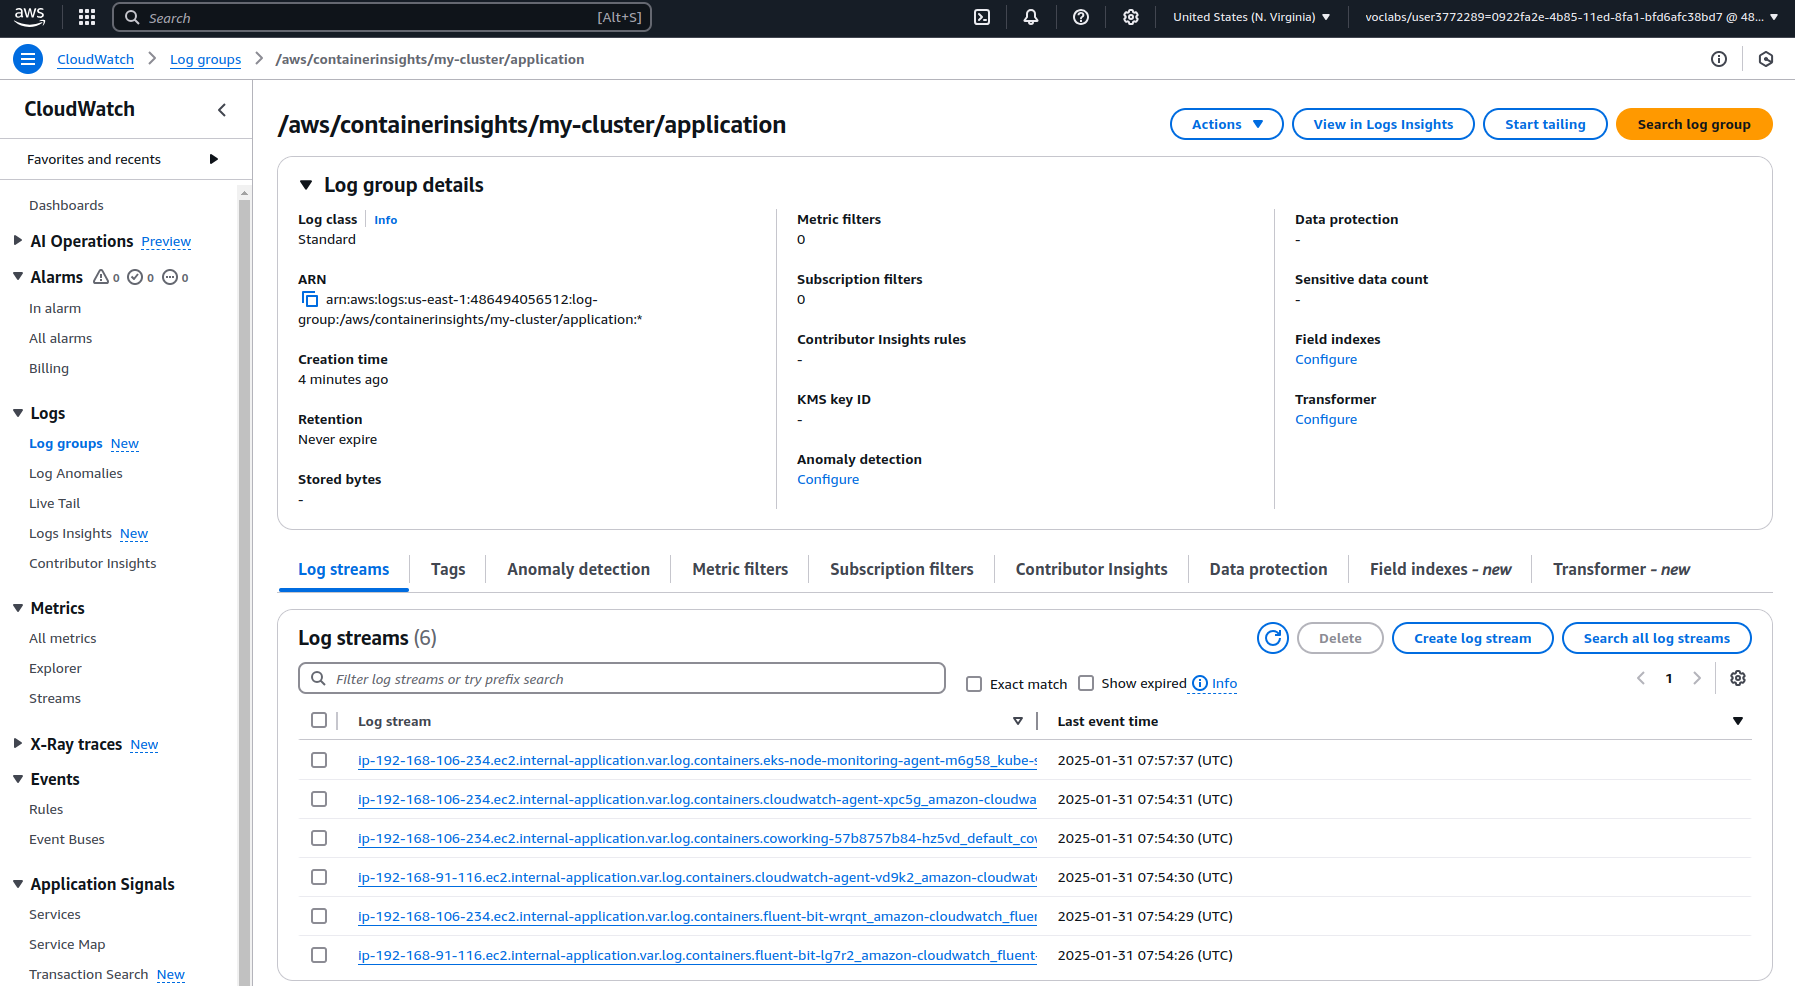 aws
Search [Alt+S]
United States (N. Virginia)
voclabs/user3772289=0922fa2e-4b85-11ed-8fa1-bfd6afc38bd7 @ 48...
CloudWatch
Log groups
/aws/containerinsights/my-cluster/application
CloudWatch
Favorites and recents
Dashboards
AI Operations Preview
Alarms 0 0 0
In alarm
All alarms
Billing
Logs
Log groups New
Log Anomalies
Live Tail
Logs Insights New
Contributor Insights
Metrics
All metrics
Explorer
Streams
X-Ray traces New
Events
Rules
Event Buses
Application Signals
Services
Service Map
Transaction Search New
/aws/containerinsights/my-cluster/application
Actions
View in Logs Insights
Start tailing
Search log group
Log group details
Log class Info
Standard
ARN
arn:aws:logs:us-east-1:486494056512:log-
group:/aws/containerinsights/my-cluster/application:*
Creation time
4 minutes ago
Retention
Never expire
Stored bytes
-
Metric filters
0
Subscription filters
0
Contributor Insights rules
-
KMS key ID
-
Anomaly detection
Configure
Data protection
-
Sensitive data count
-
Field indexes
Configure
Transformer
Configure
Log streams
Tags
Anomaly detection
Metric filters
Subscription filters
Contributor Insights
Data protection
Field indexes - new
Transformer - new
Log streams (6)
Delete
Create log stream
Search all log streams
Filter log streams or try prefix search
Exact match
Show expired
Info
1
Log stream
Last event time
ip-192-168-106-234.ec2.internal-application.var.log.containers.eks-node-monitoring-agent-m6g58_kube-s 2025-01-31 07:57:37 (UTC)
ip-192-168-106-234.ec2.internal-application.var.log.containers.cloudwatch-agent-xpc5g_amazon-cloudwa 2025-01-31 07:54:31 (UTC)
ip-192-168-106-234.ec2.internal-application.var.log.containers.coworking-57b8757b84-hz5vd_default_cov 2025-01-31 07:54:30 (UTC)
ip-192-168-91-116.ec2.internal-application.var.log.containers.cloudwatch-agent-vd9k2_amazon-cloudwat 2025-01-31 07:54:30 (UTC)
ip-192-168-106-234.ec2.internal-application.var.log.containers.fluent-bit-wrqnt_amazon-cloudwatch_fluer 2025-01-31 07:54:29 (UTC)
ip-192-168-91-116.ec2.internal-application.var.log.containers.fluent-bit-lg7r2_amazon-cloudwatch_fluent- 2025-01-31 07:54:26 (UTC)